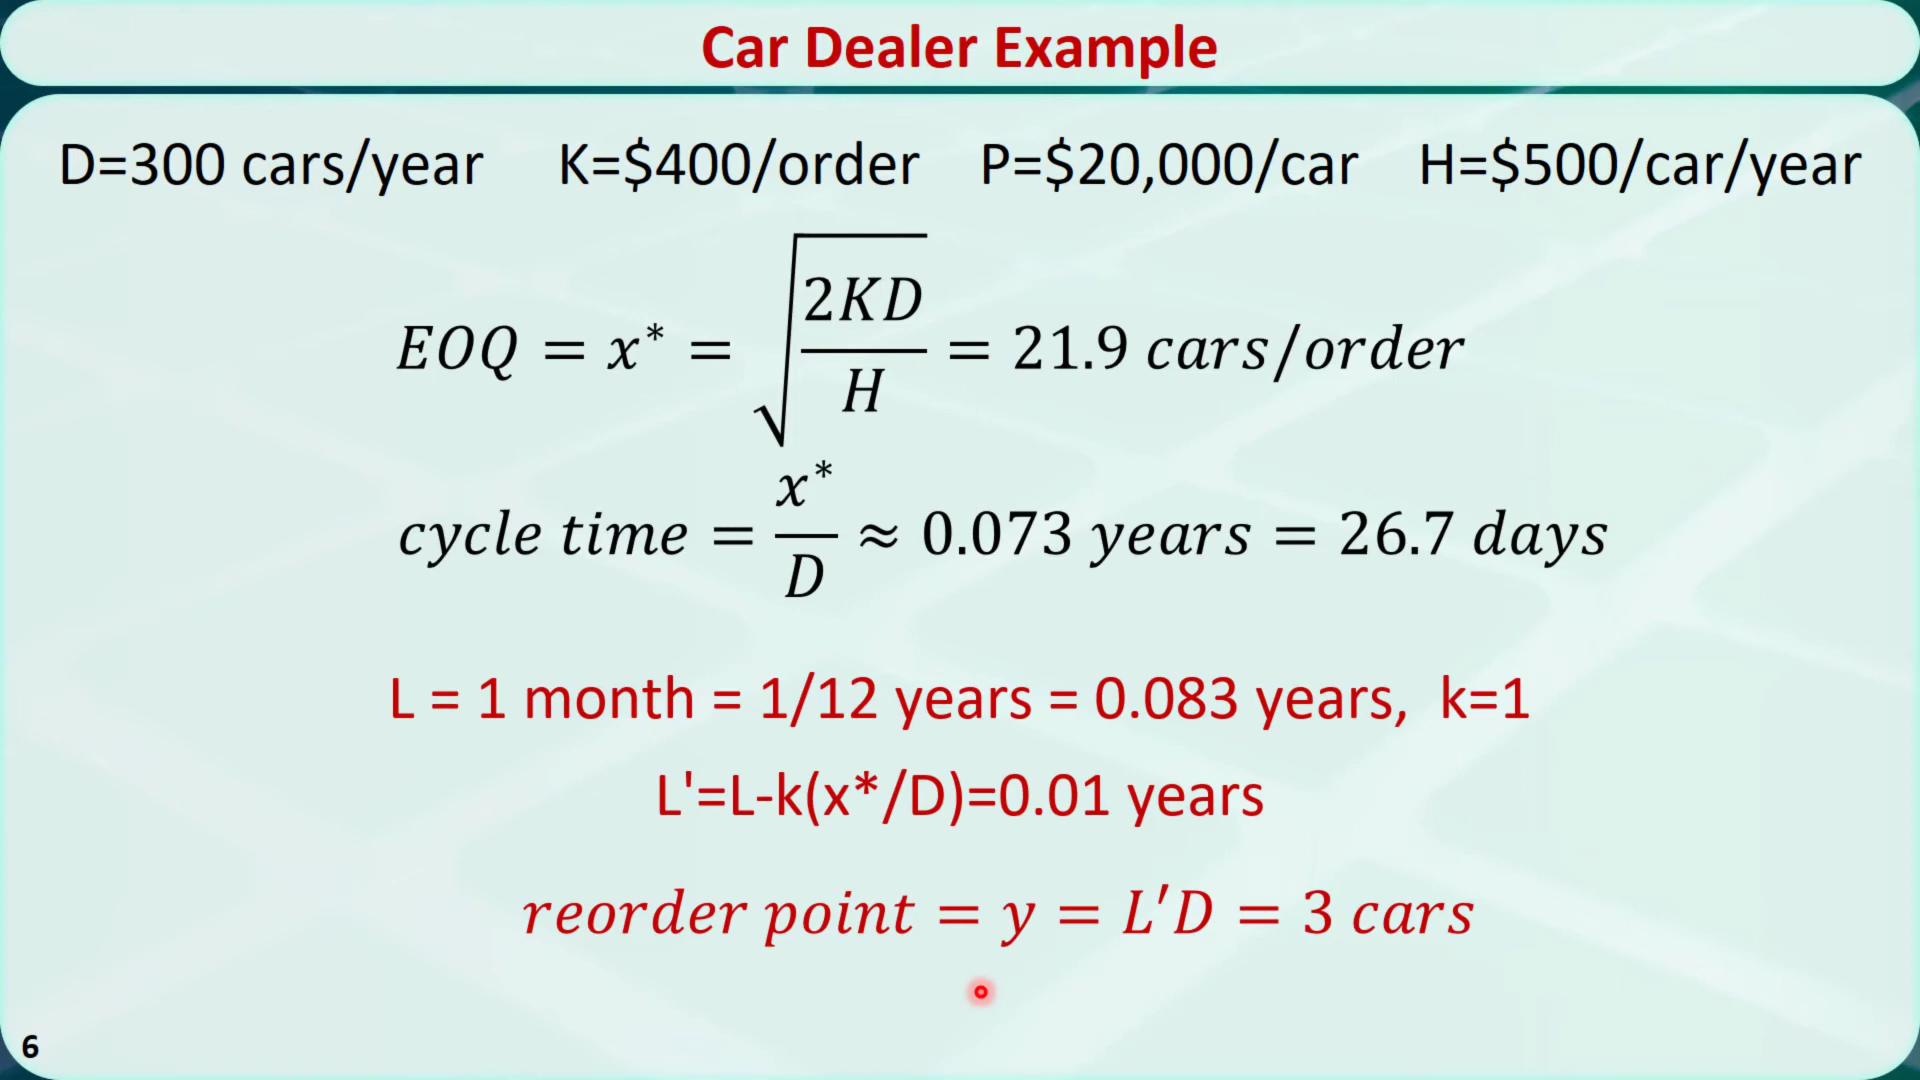 Car Dealer Example
D=300 cars/year K=$400/order P=$20,000/car H=$500/car/year
EOQ = x* = √(2KD/H) = 21.9 cars/order
cycle time = x*/D ≈ 0.073 years = 26.7 days
L = 1 month = 1/12 years = 0.083 years, k=1
L'=L-k(x*/D)=0.01 years
reorder point = y = L′D = 3 cars
6